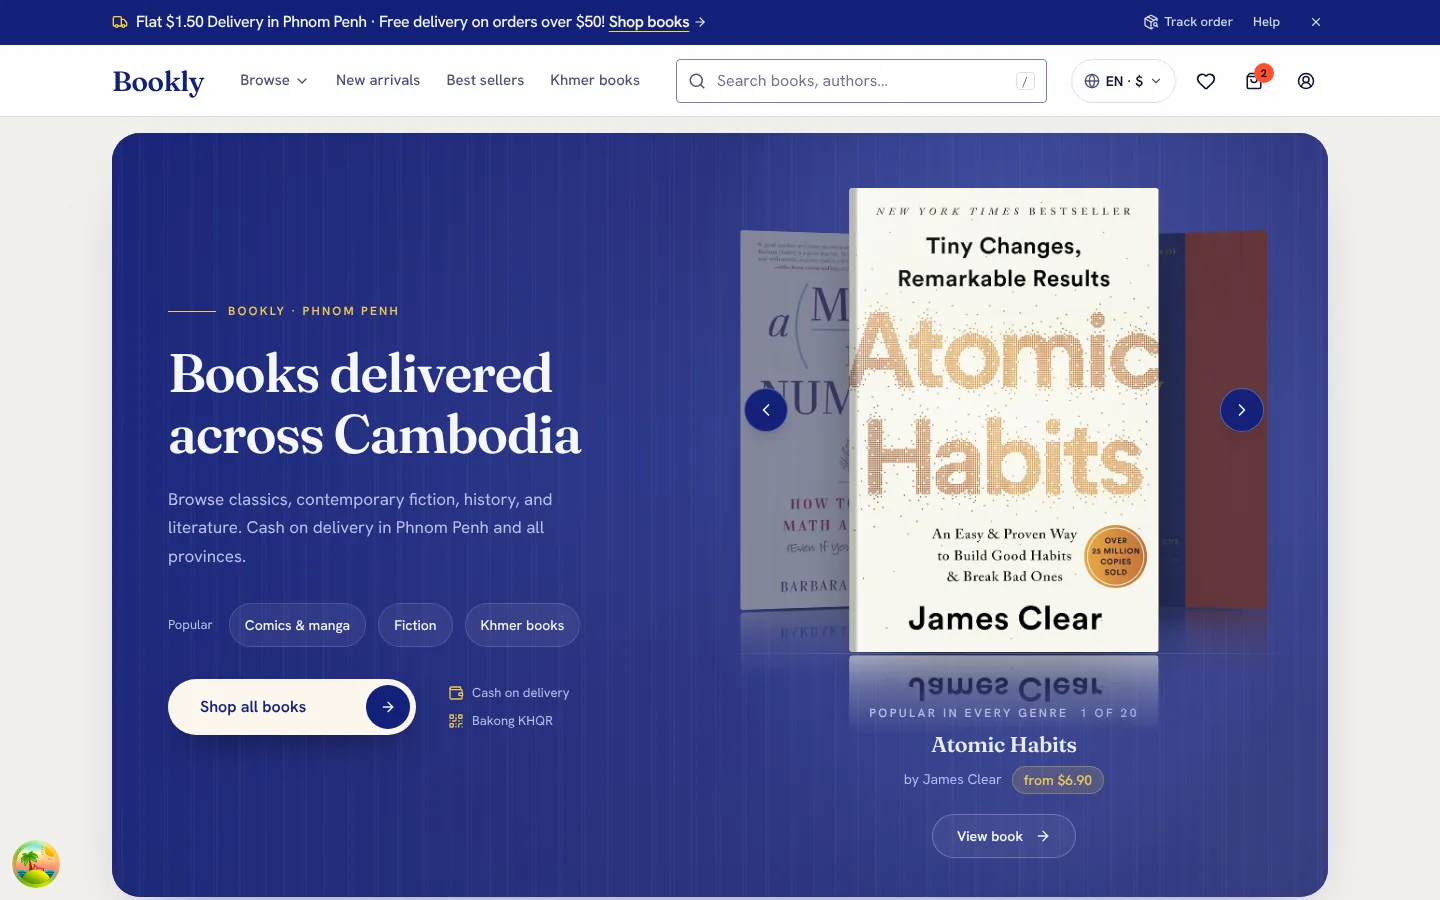 Flat $1.50 Delivery in Phnom Penh · Free delivery on orders over $50! Shop books →
Track order
Help
Bookly
Browse
New arrivals
Best sellers
Khmer books
Search books, authors...
/
EN · $
2
BOOKLY · PHNOM PENH
Books delivered
across Cambodia
Browse classics, contemporary fiction, history, and
literature. Cash on delivery in Phnom Penh and all
provinces.
Popular
Comics & manga
Fiction
Khmer books
Shop all books
Cash on delivery
Bakong KHQR
a (M
NUM
HOW T
MATH A
(Even If Yo
BARBARA
NEW YORK TIMES BESTSELLER
Tiny Changes,
Remarkable Results
Atomic
Habits
An Easy & Proven Way
to Build Good Habits
& Break Bad Ones
OVER
25 MILLION
COPIES
SOLD
James Clear
POPULAR IN EVERY GENRE 1 OF 20
Atomic Habits
by James Clear
from $6.90
View book →